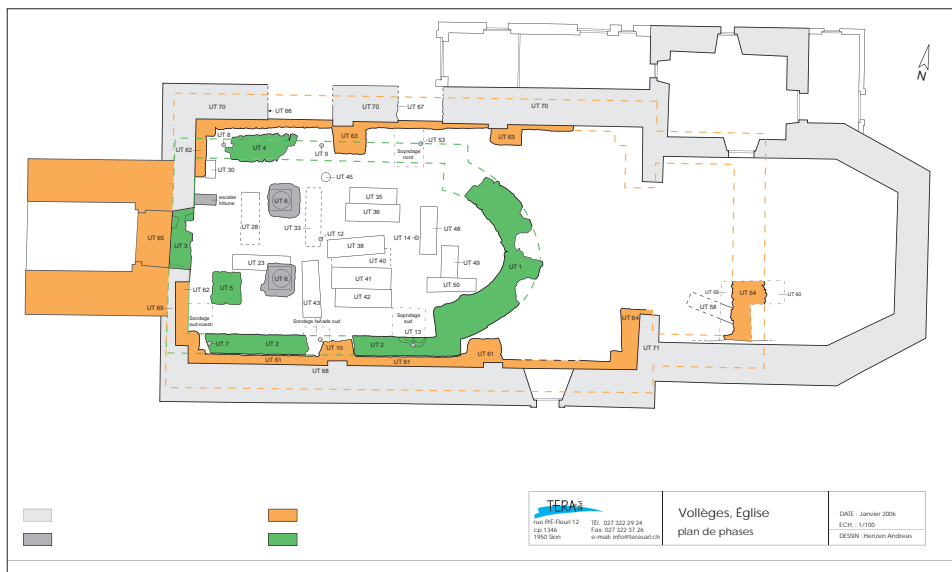 N
UT 70
UT 66
UT 70
UT 67
UT 70
UT 8
UT 4
UT 9
UT 63
UT 53
UT 63
UT 62
Sopndage
nord
UT 30
UT 45
escalier
tribune
UT 6
UT 35
UT 36
UT 28
UT 33
UT 12
UT 14
UT 48
UT 65
UT 3
UT 38
UT 40
UT 49
UT 1
UT 23
UT 6
UT 41
UT 50
UT 5
UT 62
UT 43
UT 42
UT 59
UT 54
UT 60
UT 58
UT 69
Sondage
sud-ouest
Sondage façade sud
Sopndage
sud
UT 13
UT 64
UT 7
UT 2
UT 10
UT 2
UT 61
UT 71
UT 61
UT 61
UT 68
TERA sàrl
rue PrÉ-Fleuri 12
cp 1346
1950 Sion
TÉl. 027 322 29 24
Fax. 027 322 37 26
e-mail: info@terasarl.ch
Vollèges, Église
plan de phases
DATE : Janvier 2006
ECH. : 1/100
DESSIN : Henzen Andreas